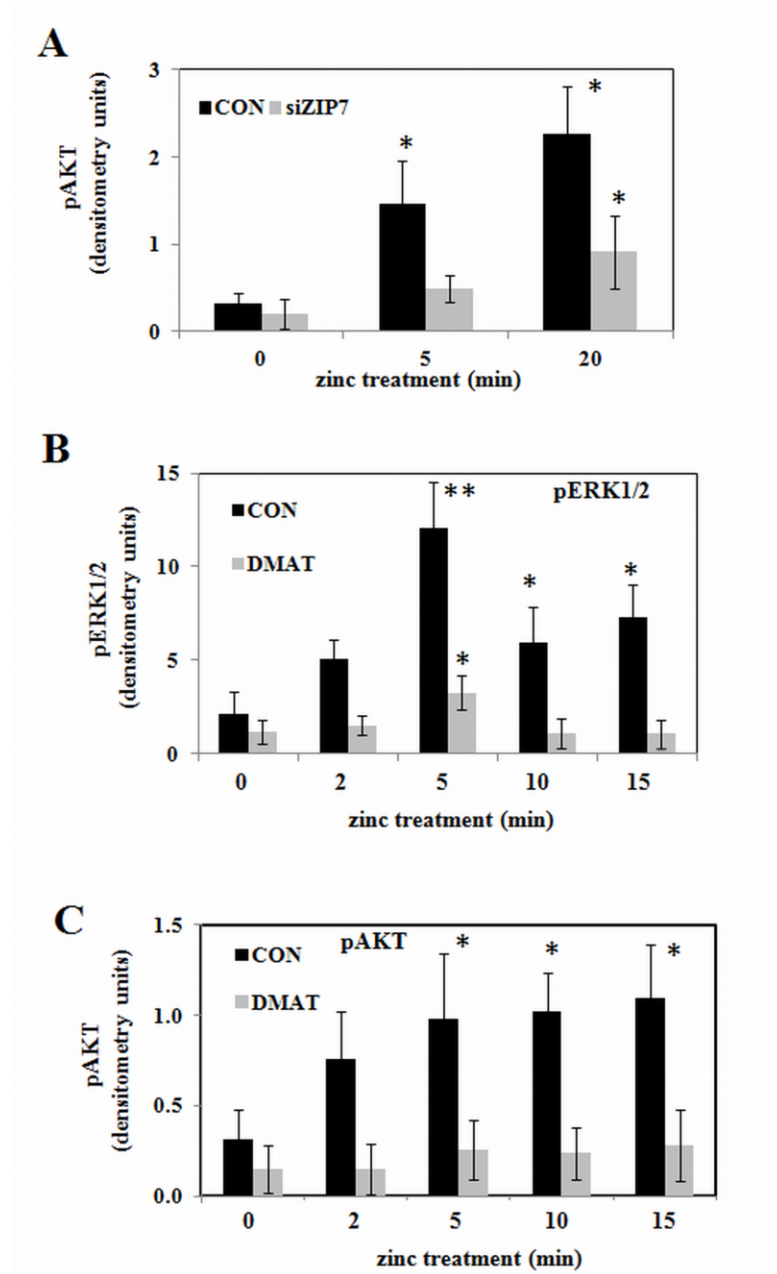 A
pAKT
(densitometry units)
3
2
1
0
CON siZIP7
*
*
*
0 5 20
zinc treatment (min)
B
pERK1/2
(densitometry units)
15
10
5
0
CON
DMAT
pERK1/2
**
*
*
*
0 2 5 10 15
zinc treatment (min)
C
pAKT
(densitometry units)
1.5
1.0
0.5
0.0
CON
DMAT
pAKT
*
*
*
0 2 5 10 15
zinc treatment (min)